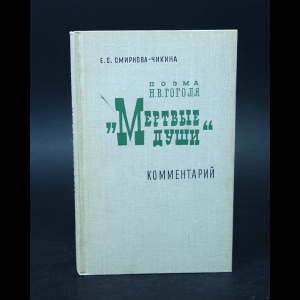 Е.С. СМИРНОВА-ЧИКИНА
ПОЭМА
Н.В.ГОГОЛЯ
„МЕРТВЫЕ
ДУШИ“
КОММЕНТАРИЙ